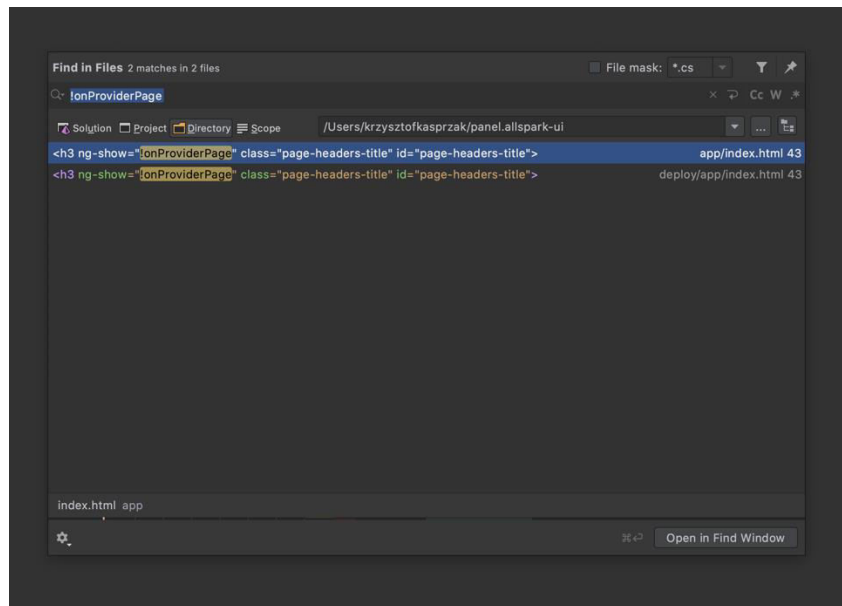 Find in Files 2 matches in 2 files File mask: *.cs
!onProviderPage Cc W .*
Solution Project Directory Scope /Users/krzysztofkasprzak/panel.allspark-ui ...
<h3 ng-show="!onProviderPage" class="page-headers-title" id="page-headers-title"> app/index.html 43
<h3 ng-show="!onProviderPage" class="page-headers-title" id="page-headers-title"> deploy/app/index.html 43
index.html app
⌘↩ Open in Find Window